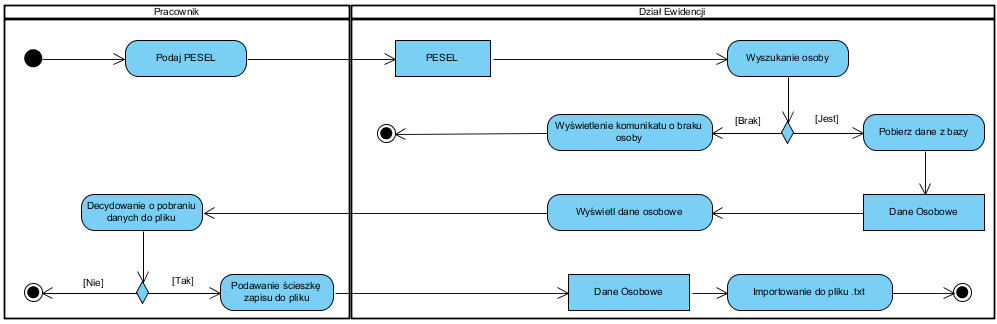 Pracownik
Dział Ewidencji
Podaj PESEL
PESEL
Wyszukanie osoby
[Brak]
[Jest]
Wyświetlenie komunikatu o braku
osoby
Pobierz dane z bazy
Decydowanie o pobraniu
danych do pliku
Wyświetl dane osobowe
Dane Osobowe
[Nie]
[Tak]
Podawanie ścieszkę
zapisu do pliku
Dane Osobowe
Importowanie do pliku .txt